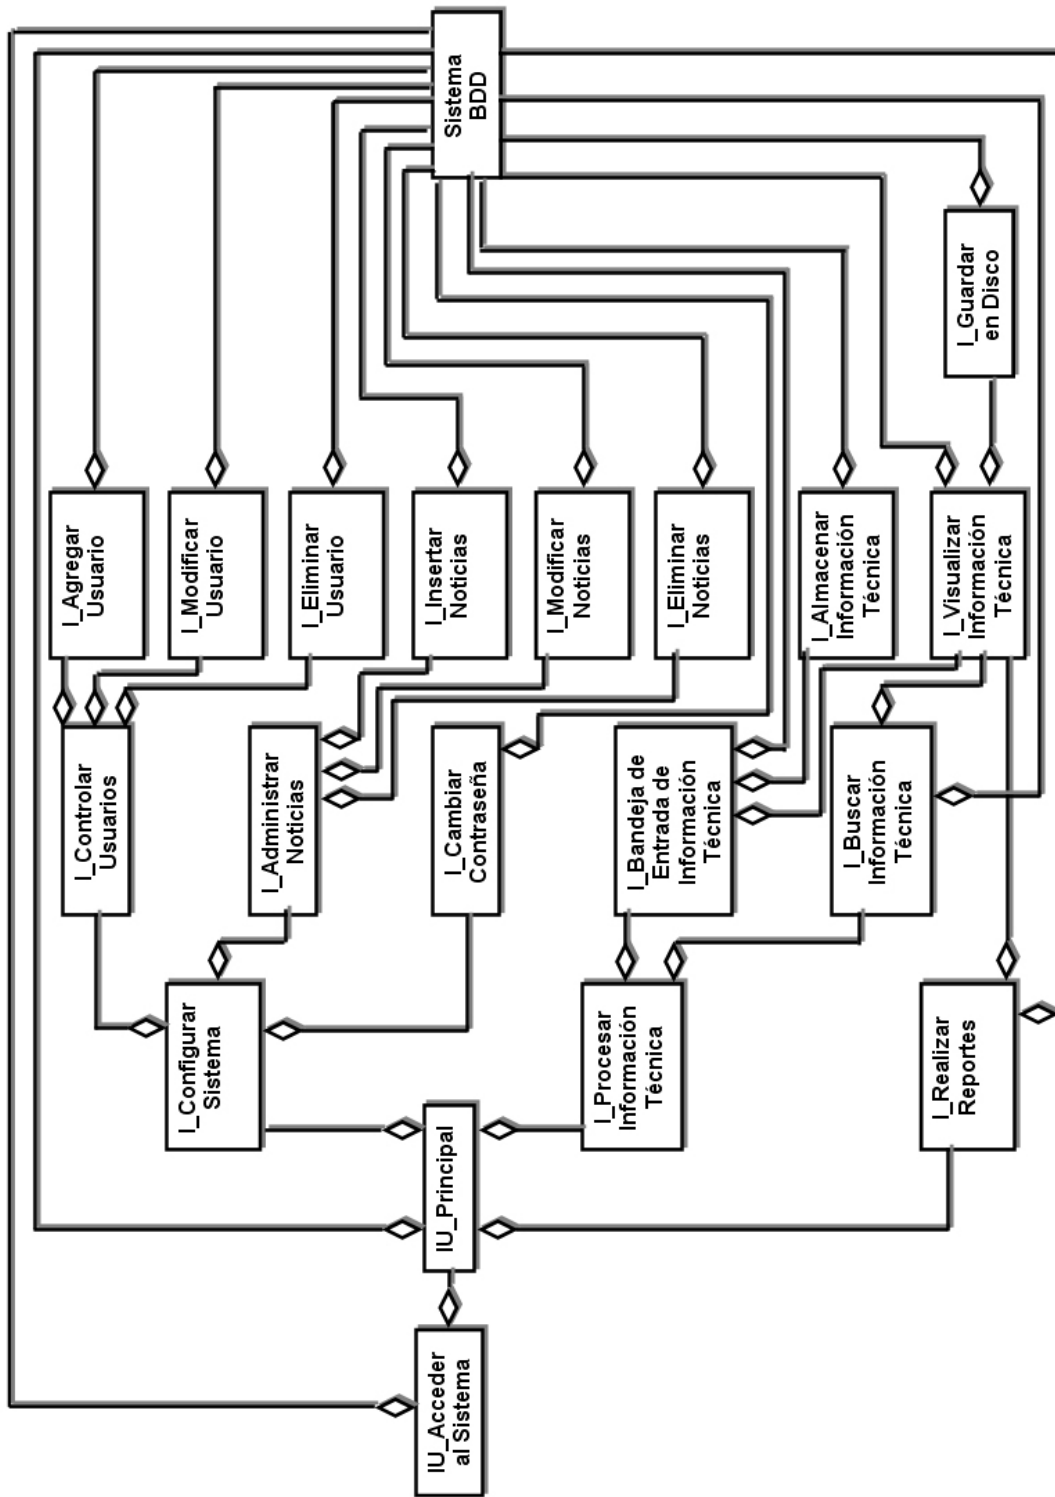 IU_Acceder
al Sistema
IU_Principal
I_Configurar
Sistema
I_Procesar
Información
Técnica
I_Realizar
Reportes
I_Controlar
Usuarios
I_Administrar
Noticias
I_Cambiar
Contraseña
I_Bandeja de
Entrada de
Información
Técnica
I_Buscar
Información
Técnica
I_Agregar
Usuario
I_Modificar
Usuario
I_Eliminar
Usuario
I_Insertar
Noticias
I_Modificar
Noticias
I_Eliminar
Noticias
I_Almacenar
Información
Técnica
I_Visualizar
Información
Técnica
I_Guardar
en Disco
Sistema
BDD